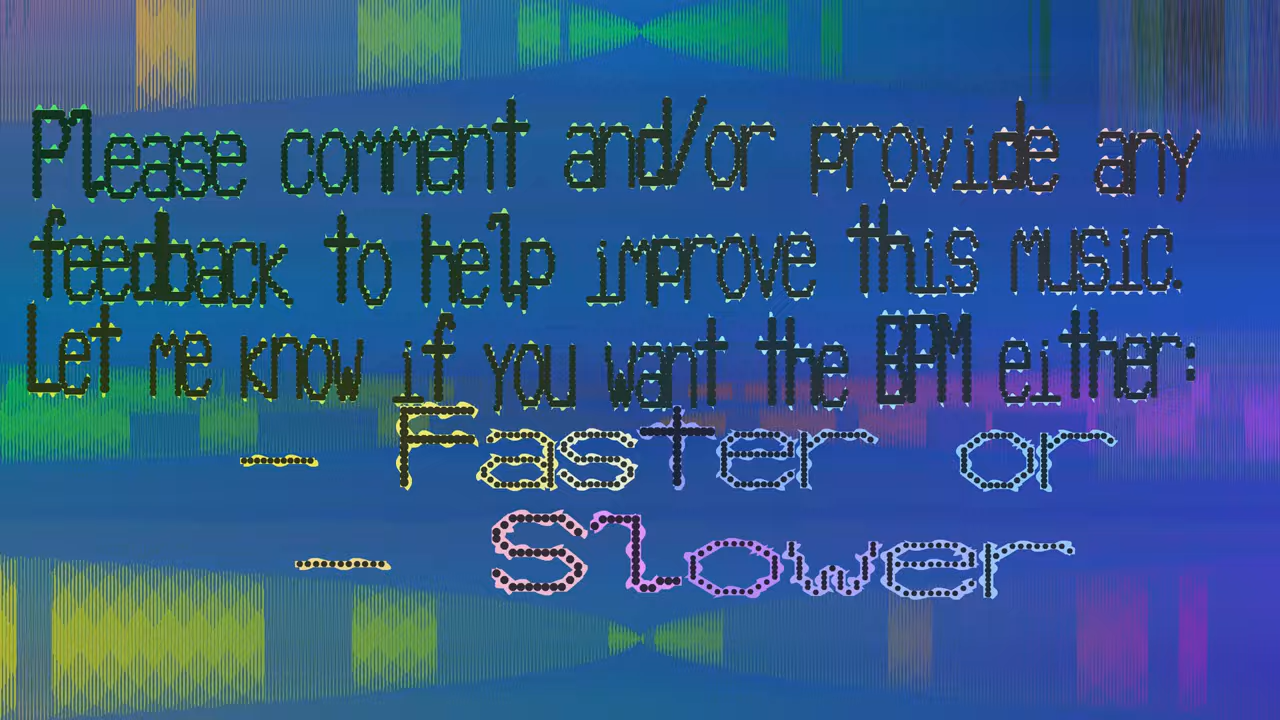 Please comment and/or provide any
feedback to help improve this music.
Let me know if you want the BPM either:
- Faster or
- Slower